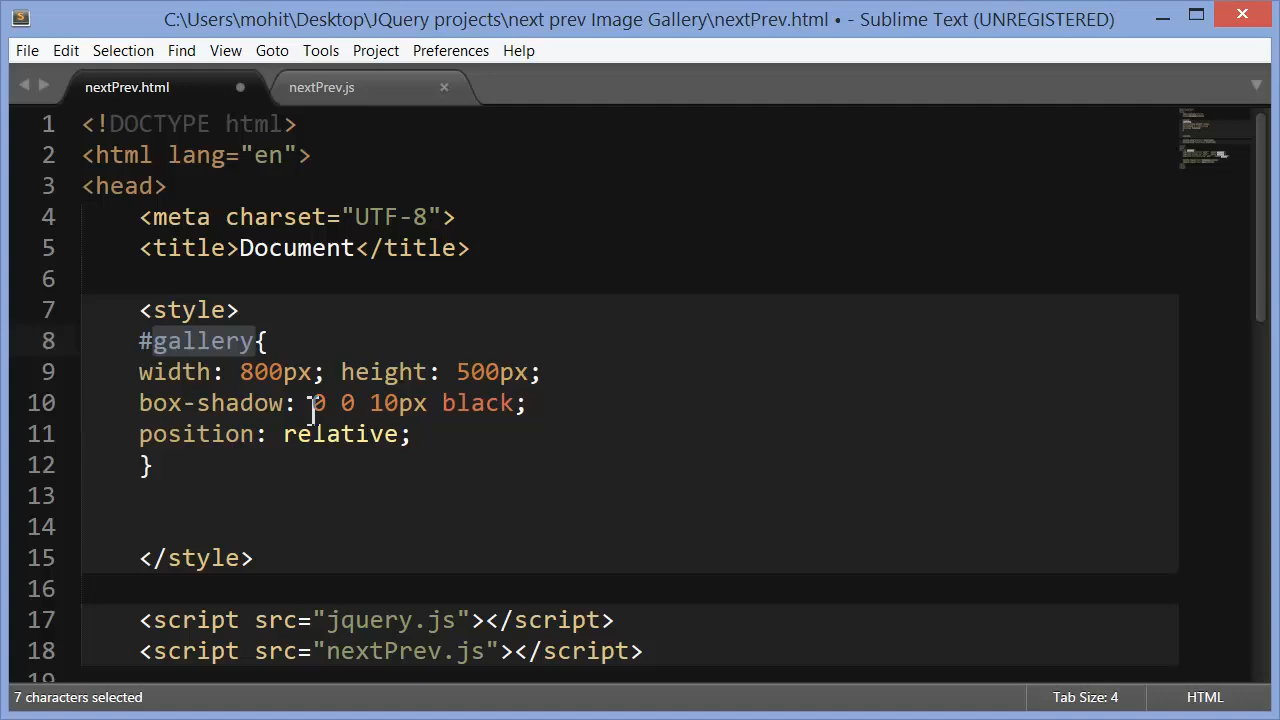 C:\Users\mohit\Desktop\JQuery projects\next prev Image Gallery\nextPrev.html • - Sublime Text (UNREGISTERED)
File Edit Selection Find View Goto Tools Project Preferences Help
nextPrev.html nextPrev.js
1 <!DOCTYPE html>
2 <html lang="en">
3 <head>
4 <meta charset="UTF-8">
5 <title>Document</title>
6
7 <style>
8 #gallery{
9 width: 800px; height: 500px;
10 box-shadow: 0 0 10px black;
11 position: relative;
12 }
13
14
15 </style>
16
17 <script src="jquery.js"></script>
18 <script src="nextPrev.js"></script>
19
7 characters selected Tab Size: 4 HTML